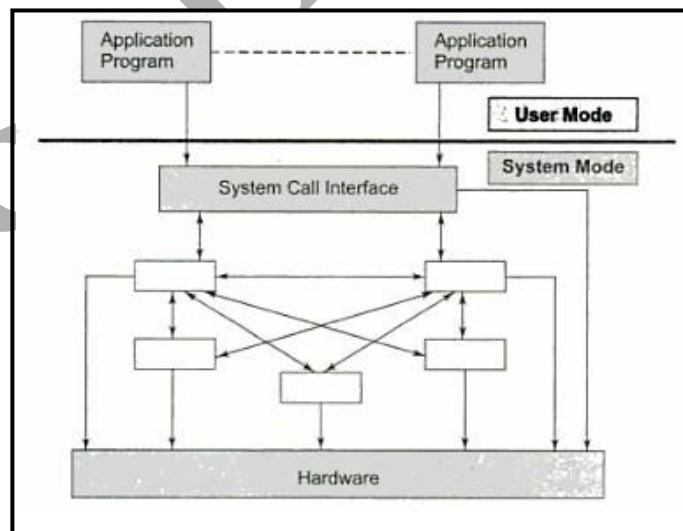 Application
Program
Application
Program
User Mode
System Mode
System Call Interface
Hardware